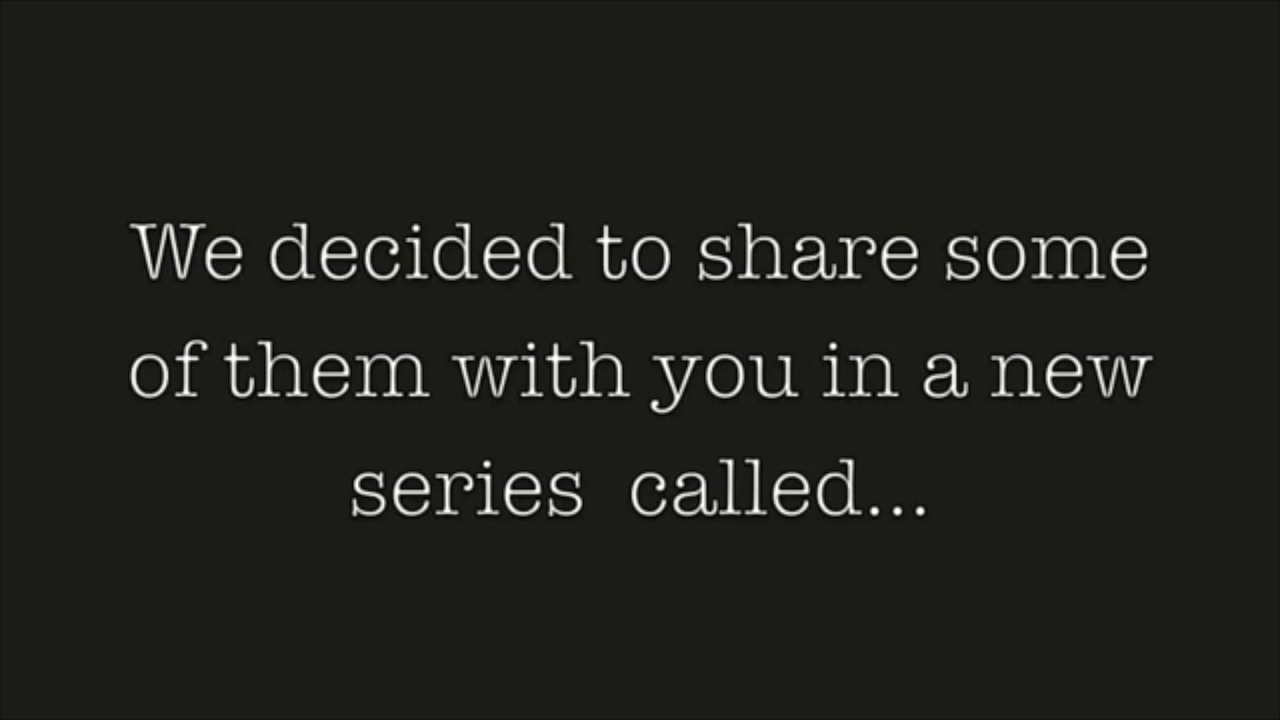 We decided to share some
of them with you in a new
series  called...